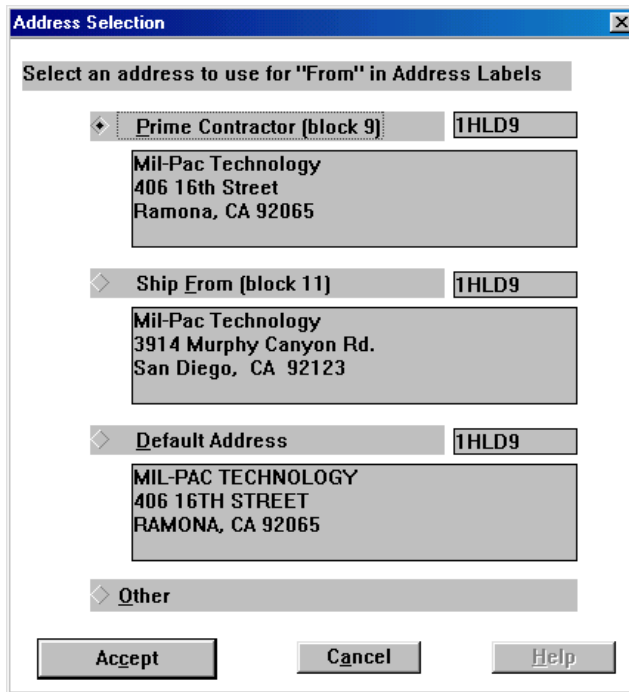 Address Selection
Select an address to use for "From" in Address Labels
Prime Contractor (block 9) 1HLD9
Mil-Pac Technology
406 16th Street
Ramona, CA 92065
Ship From (block 11) 1HLD9
Mil-Pac Technology
3914 Murphy Canyon Rd.
San Diego,  CA  92123
Default Address 1HLD9
MIL-PAC TECHNOLOGY
406 16TH STREET
RAMONA, CA 92065
Other
Accept Cancel Help